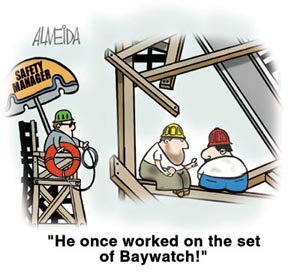 ALMEIDA
SAFETY
MANAGER
"He once worked on the set
of Baywatch!"